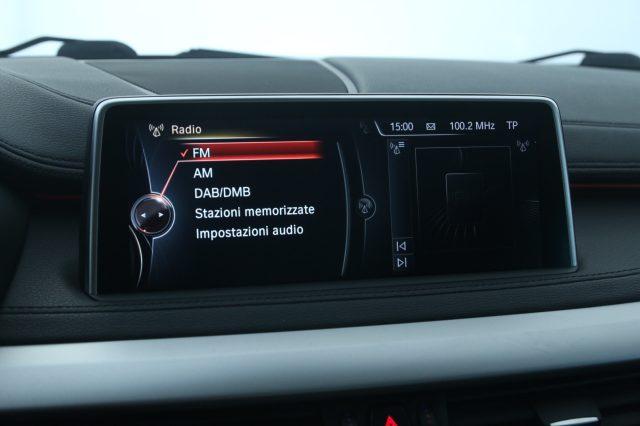 Radio
15:00 100.2 MHz TP
FM
AM
DAB/DMB
Stazioni memorizzate
Impostazioni audio